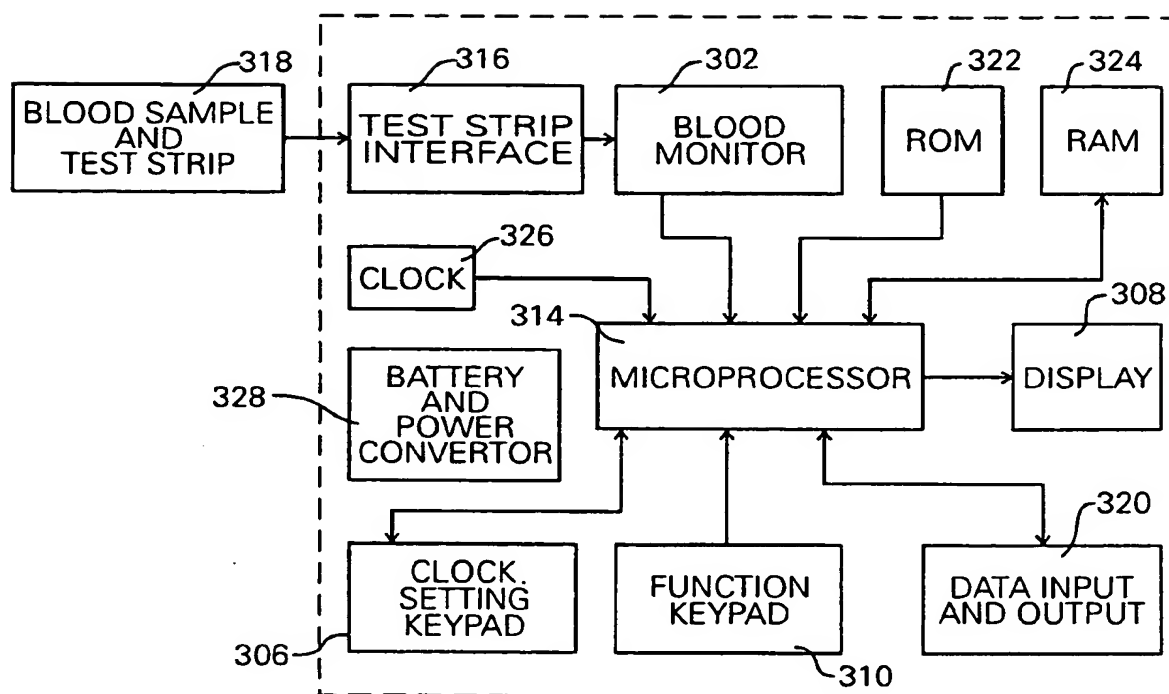 318
316
302
322
324
BLOOD SAMPLE
AND
TEST STRIP
TEST STRIP
INTERFACE
BLOOD
MONITOR
ROM
RAM
326
CLOCK
314
308
MICROPROCESSOR
DISPLAY
328
BATTERY
AND
POWER
CONVERTOR
320
CLOCK.
SETTING
KEYPAD
FUNCTION
KEYPAD
DATA INPUT
AND OUTPUT
306
310